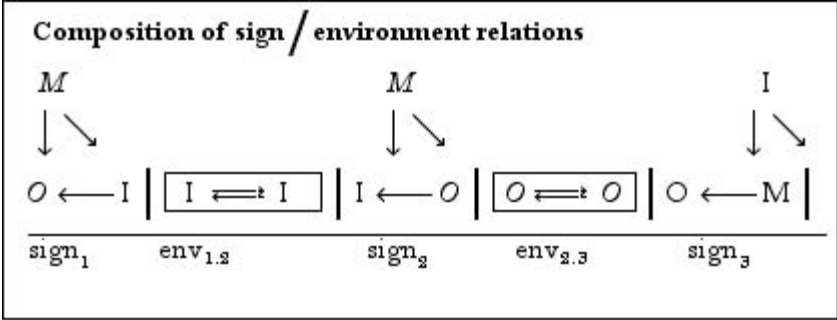 Composition of sign / environment relations
M M I
O ← I | I ⇌ I | I ← O | O ⇌ O | O ← M |
sign₁ env₁.₂ sign₂ env₂.₃ sign₃